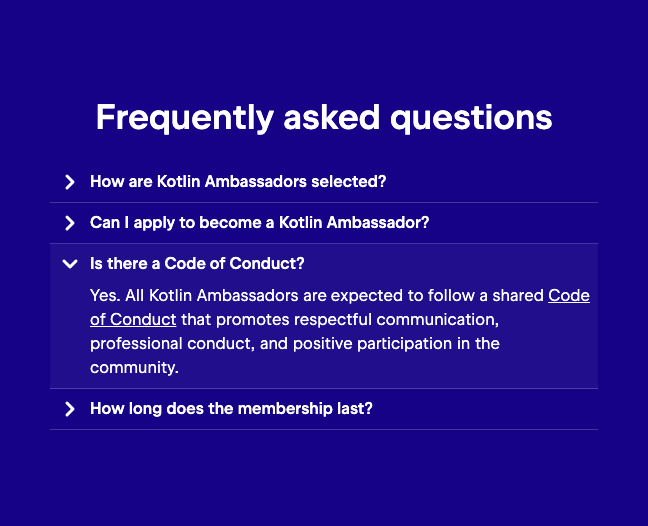 Frequently asked questions
How are Kotlin Ambassadors selected?
Can I apply to become a Kotlin Ambassador?
Is there a Code of Conduct?
Yes. All Kotlin Ambassadors are expected to follow a shared Code
of Conduct that promotes respectful communication,
professional conduct, and positive participation in the
community.
How long does the membership last?